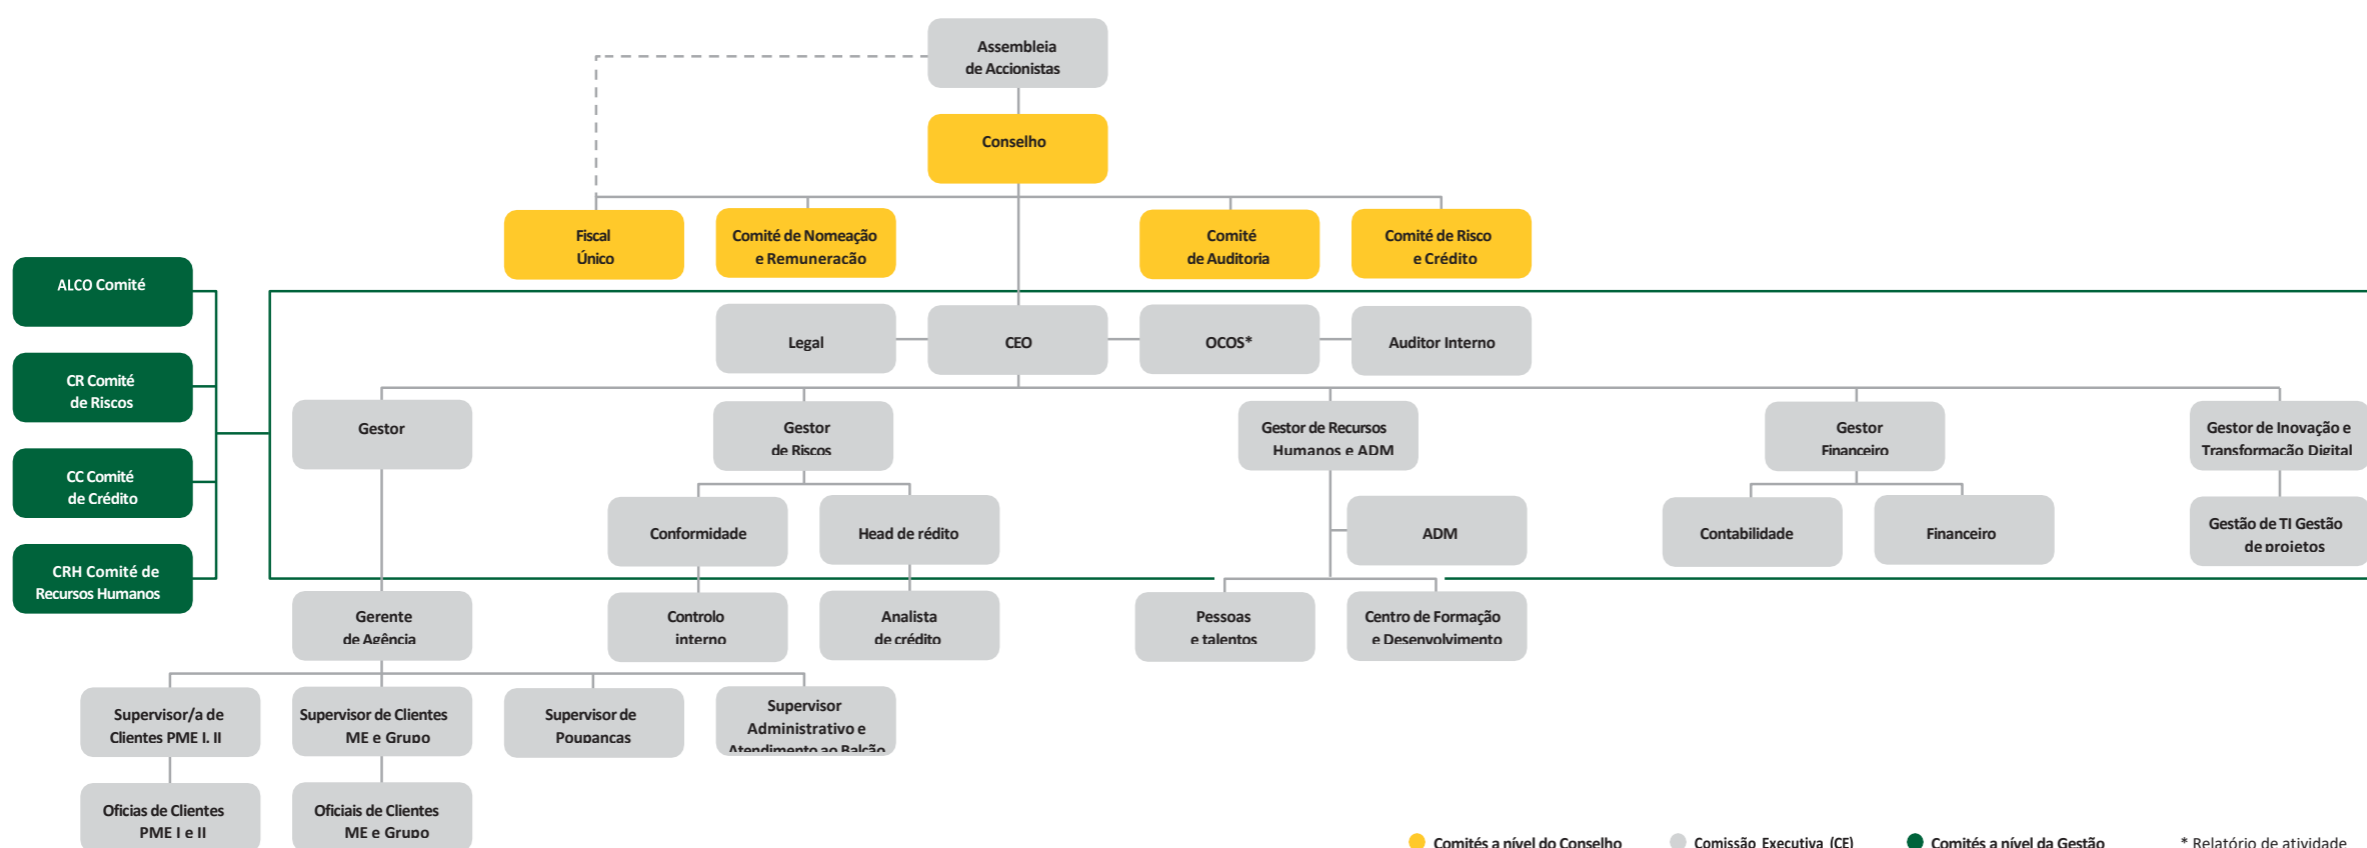 Assembleia
de Accionistas
Conselho
Fiscal
Único
Comité de Nomeação
e Remuneracão
Comité
de Auditoria
Comité de Risco
e Crédito
ALCO Comité
CR Comité
de Riscos
CC Comité
de Crédito
CRH Comité de
Recursos Humanos
Legal
CEO
OCOS*
Auditor Interno
Gestor
Gestor
de Riscos
Gestor de Recursos
Humanos e ADM
Gestor
Financeiro
Gestor de Inovação e
Transformação Digital
Conformidade
Head de rédito
ADM
Contabilidade
Financeiro
Gestão de TI Gestão
de projetos
Gerente
de Agência
Controlo
interno
Analista
de crédito
Pessoas
e talentos
Centro de Formação
e Desenvolvimento
Supervisor/a de
Clientes PME I. II
Supervisor de Clientes
ME e Grupo
Supervisor de
Poupancas
Supervisor
Administrativo e
Atendimento ao Balcão
Oficias de Clientes
PME I e II
Oficiais de Clientes
ME e Grupo
Comités a nível do Conselho
Comissão Executiva (CE)
Comités a nível da Gestão
* Relatório de atividade